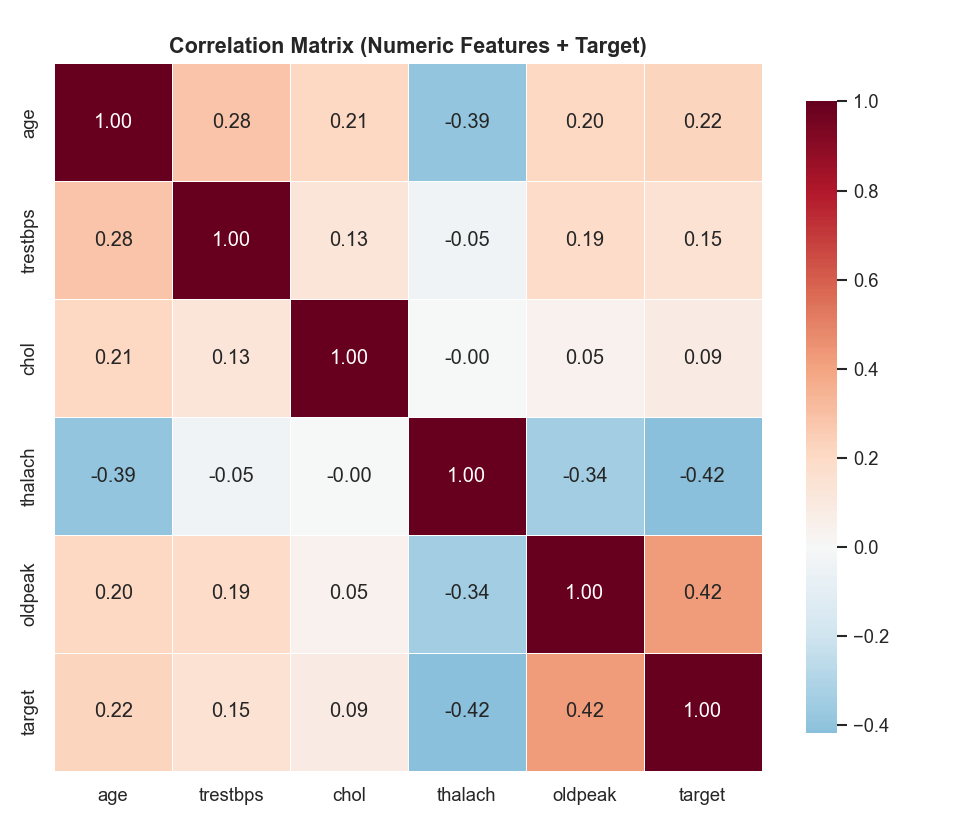 Correlation Matrix (Numeric Features + Target)
age 1.00 0.28 0.21 -0.39 0.20 0.22
trestbps 0.28 1.00 0.13 -0.05 0.19 0.15
chol 0.21 0.13 1.00 -0.00 0.05 0.09
thalach -0.39 -0.05 -0.00 1.00 -0.34 -0.42
oldpeak 0.20 0.19 0.05 -0.34 1.00 0.42
target 0.22 0.15 0.09 -0.42 0.42 1.00
age trestbps chol thalach oldpeak target
1.0
0.8
0.6
0.4
0.2
0.0
−0.2
−0.4